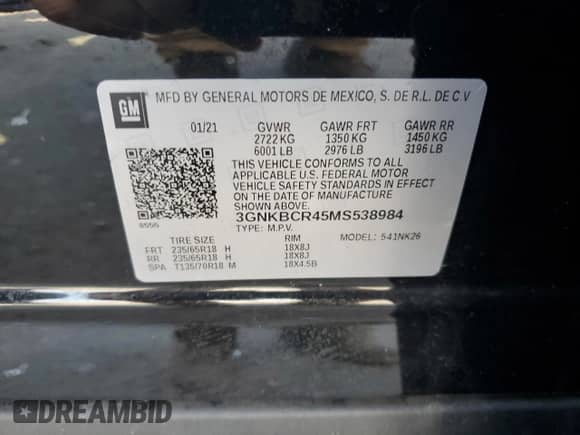 GM
MFD BY GENERAL MOTORS DE MEXICO, S. DE R.L. DE C.V
01/21 GVWR GAWR FRT GAWR RR
2722 KG 1350 KG 1450 KG
6001 LB 2976 LB 3196 LB
THIS VEHICLE CONFORMS TO ALL
APPLICABLE U.S. FEDERAL MOTOR
VEHICLE SAFETY STANDARDS IN EFFECT
ON THE DATE OF MANUFACTURE
SHOWN ABOVE.
3GNKBCR45MS538984
TYPE: M.P.V. MODEL: 541NK26
TIRE SIZE RIM
FRT 235/65R18 H 18X8J
RR 235/65R18 H 18X8J
SPA T135/70R18 M 18X4.5B
DREAMBID